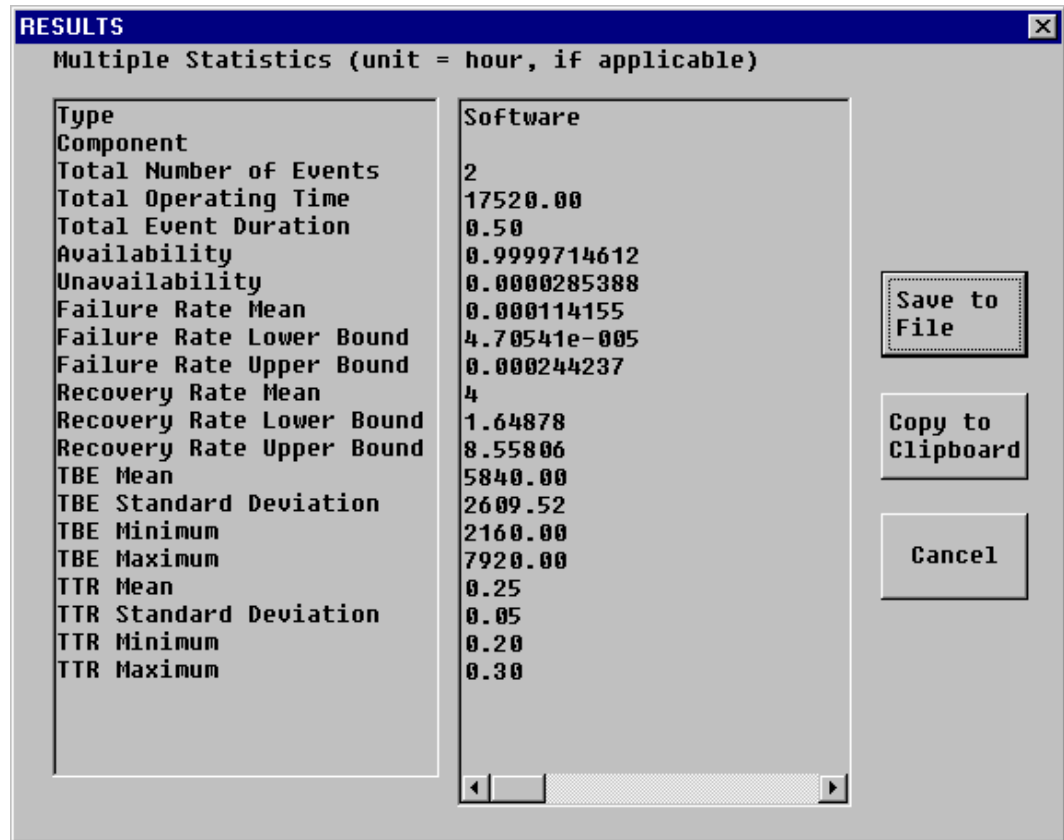 RESULTS
Multiple Statistics (unit = hour, if applicable)
Type
Component
Total Number of Events
Total Operating Time
Total Event Duration
Availability
Unavailability
Failure Rate Mean
Failure Rate Lower Bound
Failure Rate Upper Bound
Recovery Rate Mean
Recovery Rate Lower Bound
Recovery Rate Upper Bound
TBE Mean
TBE Standard Deviation
TBE Minimum
TBE Maximum
TTR Mean
TTR Standard Deviation
TTR Minimum
TTR Maximum
Software
2
17520.00
0.50
0.9999714612
0.0000285388
0.000114155
4.70541e-005
0.000244237
4
1.64878
8.55806
5840.00
2609.52
2160.00
7920.00
0.25
0.05
0.20
0.30
Save to
File
Copy to
Clipboard
Cancel